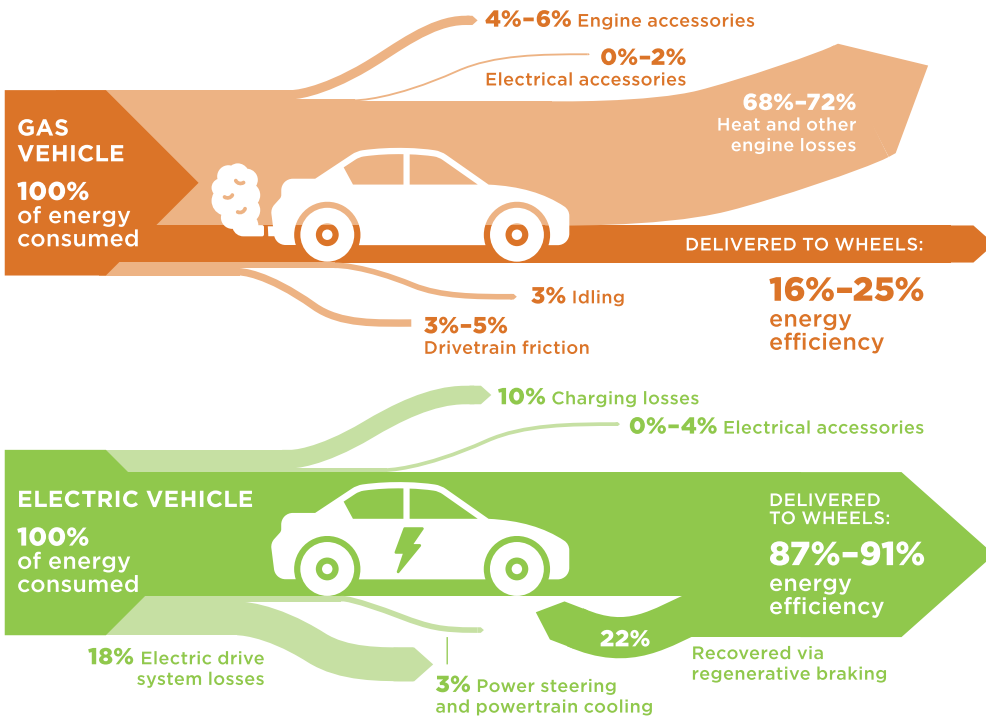 4%–6% Engine accessories
0%–2%
Electrical accessories
68%–72%
Heat and other
engine losses
GAS
VEHICLE
100%
of energy
consumed
DELIVERED TO WHEELS:
16%–25%
energy
efficiency
3% Idling
3%–5%
Drivetrain friction
10% Charging losses
0%–4% Electrical accessories
ELECTRIC VEHICLE
100%
of energy
consumed
DELIVERED
TO WHEELS:
87%–91%
energy
efficiency
22%
Recovered via
regenerative braking
18% Electric drive
system losses
3% Power steering
and powertrain cooling